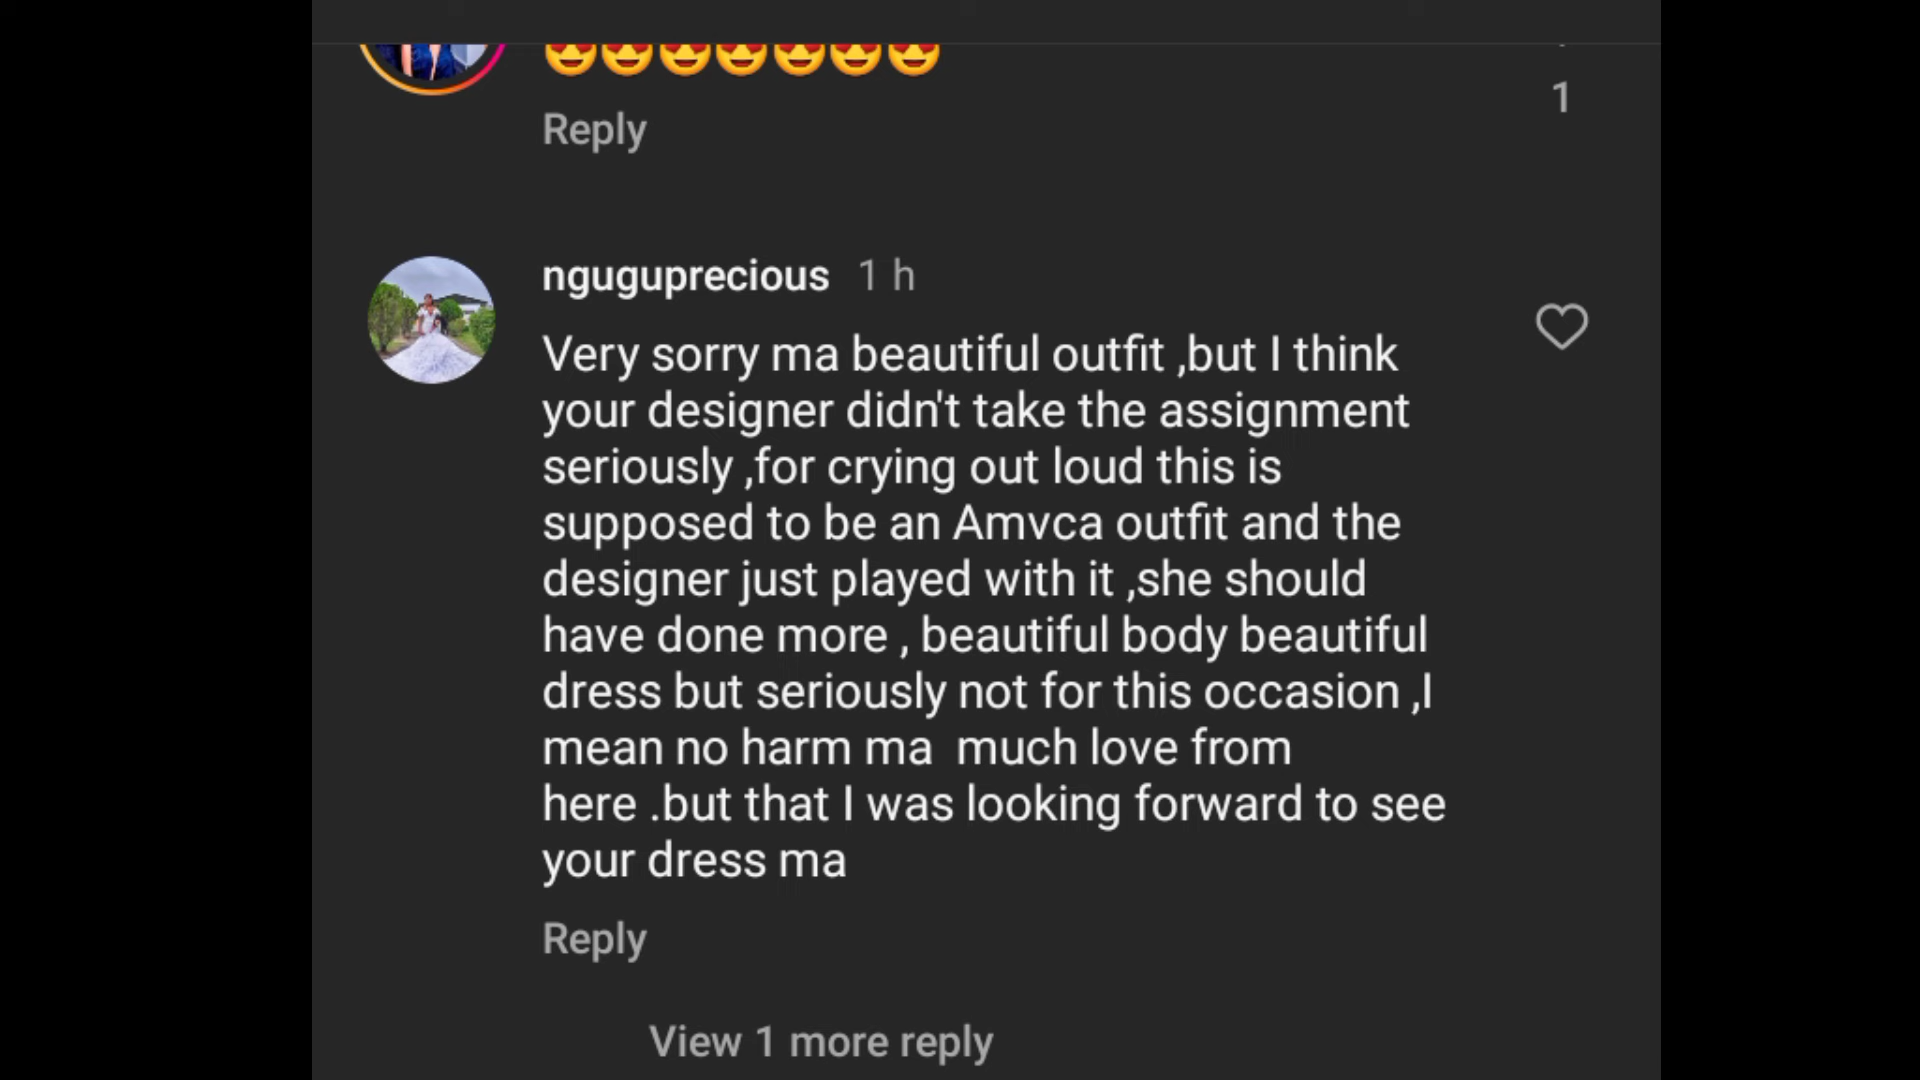 😍😍😍😍😍😍😍
1
Reply
nguguprecious 1 h
Very sorry ma beautiful outfit ,but I think
your designer didn't take the assignment
seriously ,for crying out loud this is
supposed to be an Amvca outfit and the
designer just played with it ,she should
have done more , beautiful body beautiful
dress but seriously not for this occasion ,I
mean no harm ma  much love from
here .but that I was looking forward to see
your dress ma
Reply
View 1 more reply